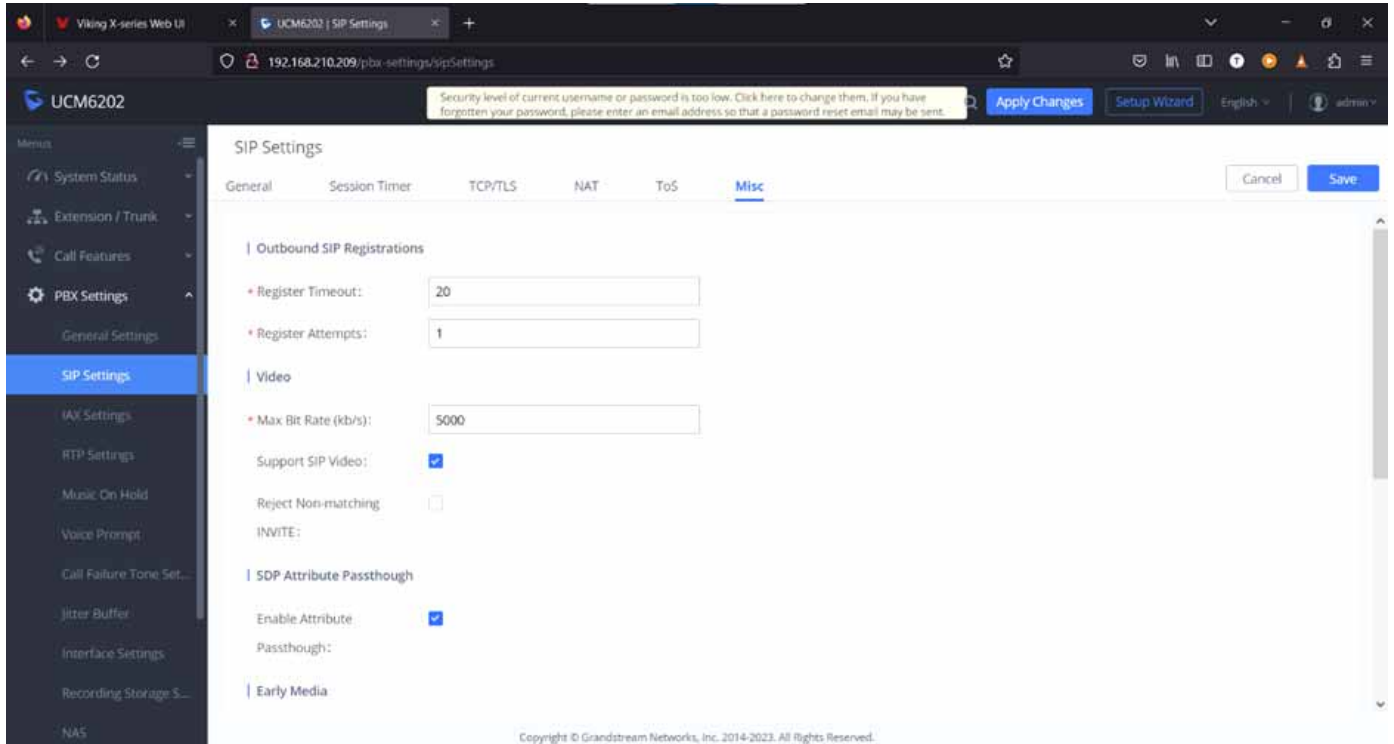 Viking X-series Web UI
UCM6202 | SIP Settings
192.168.210.209/pbx-settings/sipSettings
UCM6202
Security level of current username or password is too low. Click here to change them. If you have
forgotten your password, please enter an email address so that a password reset email may be sent.
Apply Changes
Setup Wizard
English
admin
Menus
System Status
Extension / Trunk
Call Features
PBX Settings
General Settings
SIP Settings
IAX Settings
RTP Settings
Music On Hold
Voice Prompt
Call Failure Tone Set...
Jitter Buffer
Interface Settings
Recording Storage S...
NAS
SIP Settings
General Session Timer TCP/TLS NAT ToS Misc
Cancel Save
Outbound SIP Registrations
* Register Timeout: 20
* Register Attempts: 1
Video
* Max Bit Rate (kb/s): 5000
Support SIP Video:
Reject Non-matching
INVITE:
SDP Attribute Passthough
Enable Attribute
Passthough:
Early Media
Copyright © Grandstream Networks, Inc. 2014-2023. All Rights Reserved.